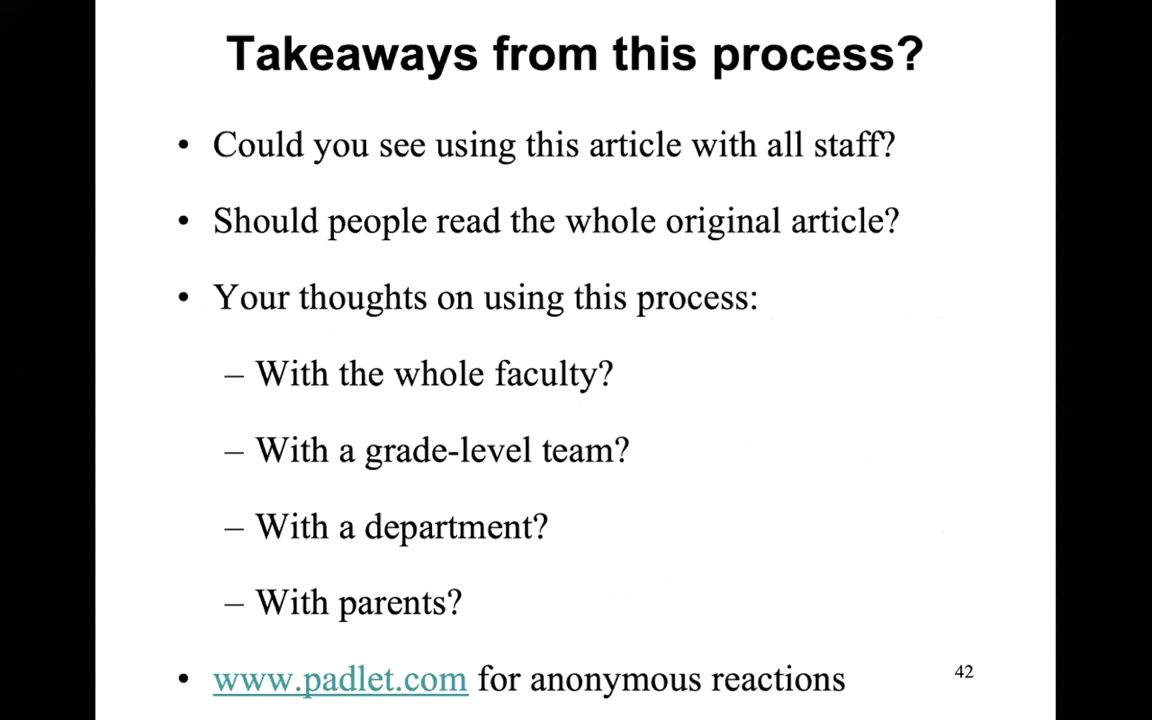 Takeaways from this process?
• Could you see using this article with all staff?
• Should people read the whole original article?
• Your thoughts on using this process:
– With the whole faculty?
– With a grade-level team?
– With a department?
– With parents?
• www.padlet.com for anonymous reactions
42